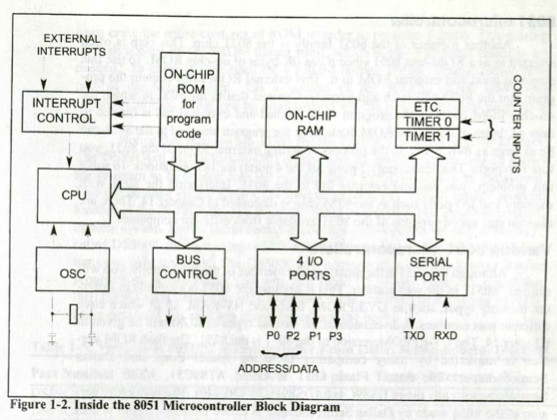 EXTERNAL
INTERRUPTS
INTERRUPT
CONTROL
ON-CHIP
ROM
for
program
code
ON-CHIP
RAM
ETC.
TIMER 0
TIMER 1
COUNTER INPUTS
CPU
OSC
BUS
CONTROL
4 I/O
PORTS
SERIAL
PORT
P0 P2 P1 P3
TXD RXD
ADDRESS/DATA
Figure 1-2. Inside the 8051 Microcontroller Block Diagram